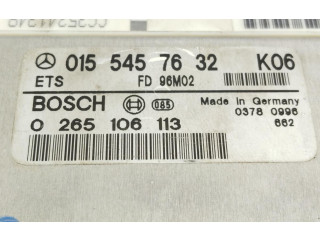 015 545 76 32 K06
ETS FD 96M02
BOSCH 085 Made in Germany
0378 0996
0 265 106 113 662